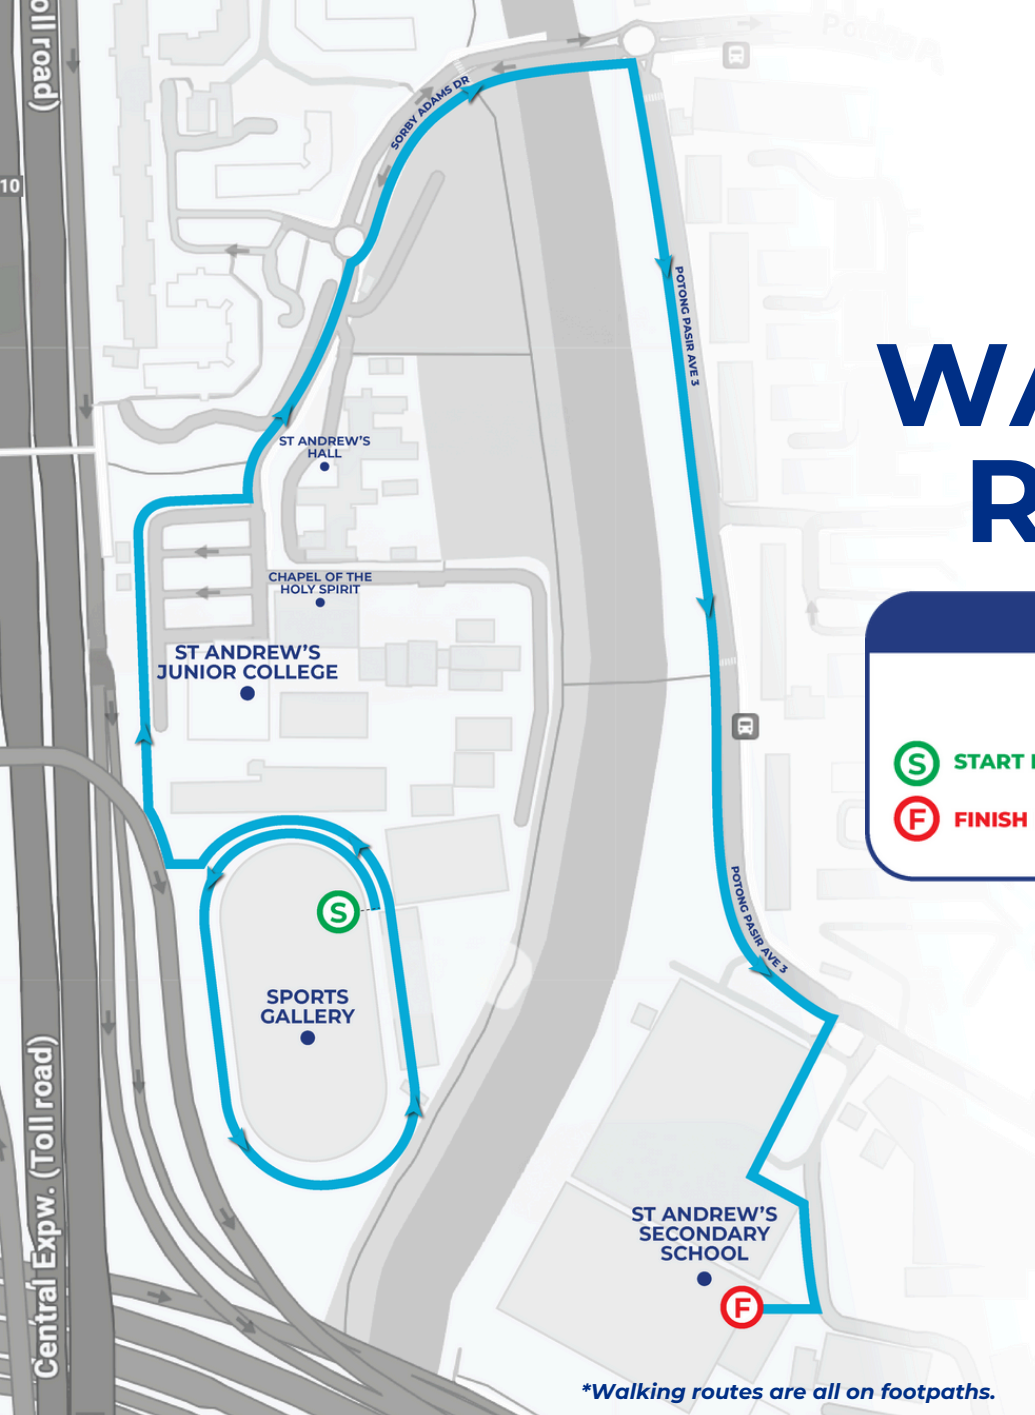 oll road)
10
SORBY ADAMS DR
POTONG PASIR AVE 3
ST ANDREW'S
HALL
CHAPEL OF THE
HOLY SPIRIT
ST ANDREW'S
JUNIOR COLLEGE
WA
R
S START
F FINISH
POTONG PASIR AVE 3
S
SPORTS
GALLERY
Central Expw. (Toll road)
ST ANDREW'S
SECONDARY
SCHOOL
F
*Walking routes are all on footpaths.